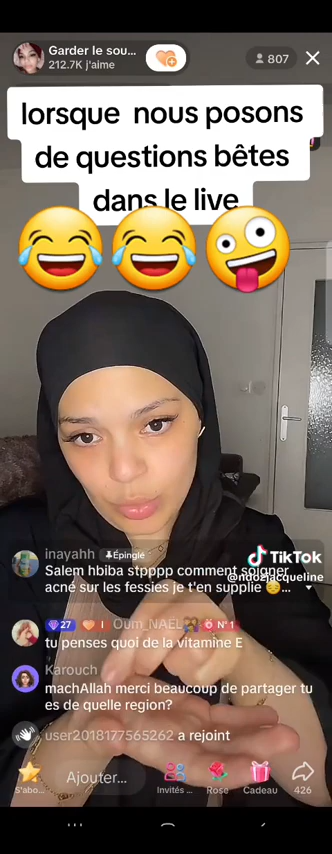 Garder le sou...
212.7K j'aime
807
lorsque nous posons
de questions bêtes
dans le live
inayahh Épinglé
Salem hbiba stpppp comment soigner
acné sur les fessies je t'en supplie 😔...
TikTok
@ndozjacqueline
27 I Oum_NAEL N° 1
tu penses quoi de la vitamine E
Karouch
machAllah merci beaucoup de partager tu
es de quelle region?
user2018177565262 a rejoint
Ajouter...
S'abo...
Invités ...
Rose
Cadeau
426